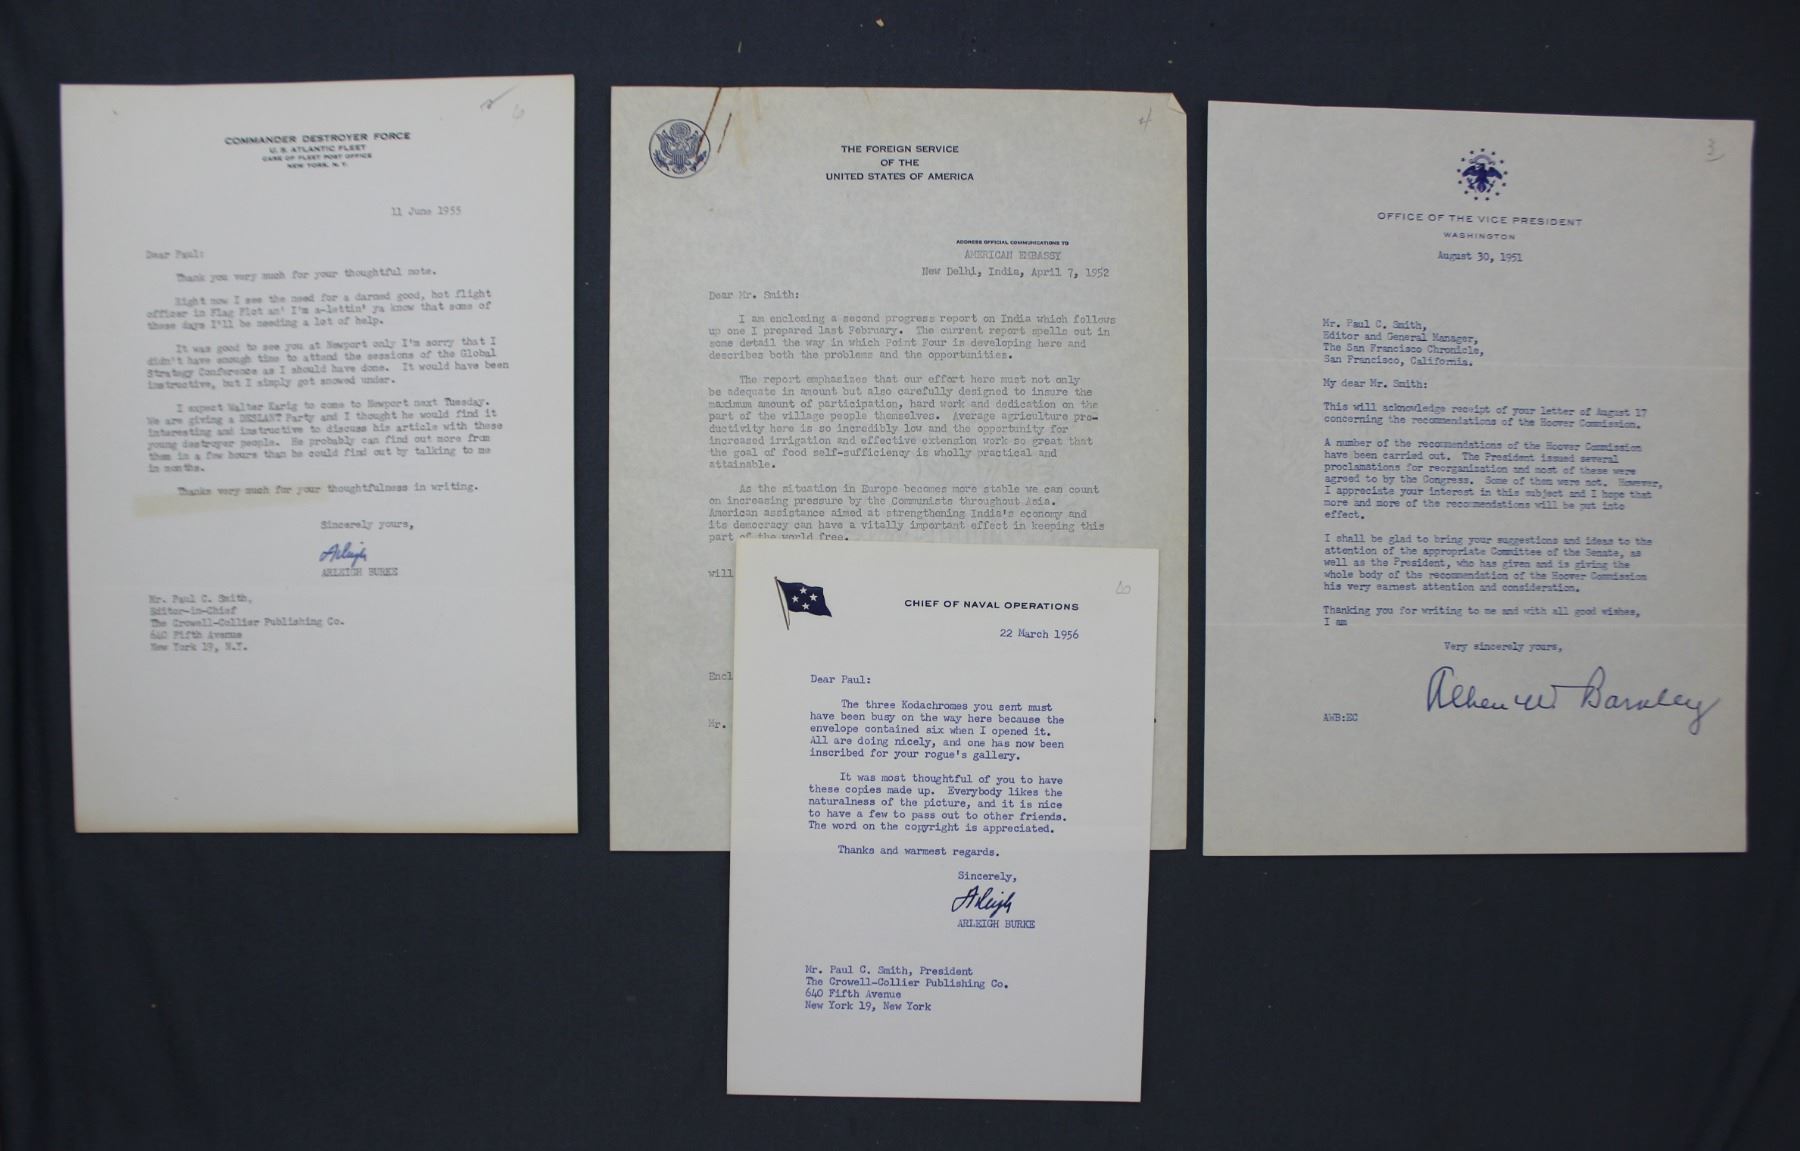 COMMANDER DESTROYER FORCE
U. S. ATLANTIC FLEET
CARE OF FLEET POST OFFICE
NEW YORK, N. Y.
6
11 June 1955
Dear Paul:
Thank you very much for your thoughtful note.
Right now I see the need for a darned good, hot flight
officer in Flag Plot an' I'm a-lettin' ya know that some of
these days I'll be needing a lot of help.
It was good to see you at Newport only I'm sorry that I
didn't have enough time to attend the sessions of the Global
Strategy Conference as I should have done. It would have been
instructive, but I simply got snowed under.
I expect Walter Karig to come to Newport next Tuesday.
We are giving a DESLANT Party and I thought he would find it
interesting and instructive to discuss his article with these
young destroyer people. He probably can find out more from
them in a few hours than he could find out by talking to me
in months.
Thanks very much for your thoughtfulness in writing.
Sincerely yours,
Arleigh
ARLEIGH BURKE
Mr. Paul C. Smith,
Editor-in-Chief
The Crowell-Collier Publishing Co.
640 Fifth Avenue
New York 19, N.Y.
4
THE FOREIGN SERVICE
OF THE
UNITED STATES OF AMERICA
ADDRESS OFFICIAL COMMUNICATIONS TO
AMERICAN EMBASSY
New Delhi, India, April 7, 1952
Dear Mr. Smith:
I am enclosing a second progress report on India which follows
up one I prepared last February. The current report spells out in
some detail the way in which Point Four is developing here and
describes both the problems and the opportunities.
The report emphasizes that our effort here must not only
be adequate in amount but also carefully designed to insure the
maximum amount of participation, hard work and dedication on the
part of the village people themselves. Average agriculture pro-
ductivity here is so incredibly low and the opportunity for
increased irrigation and effective extension work so great that
the goal of food self-sufficiency is wholly practical and
attainable.
As the situation in Europe becomes more stable we can count
on increasing pressure by the Communists throughout Asia.
American assistance aimed at strengthening India's economy and
its democracy can have a vitally important effect in keeping this
part of the world free.
will
Encl
Mr.
CHIEF OF NAVAL OPERATIONS
22 March 1956
Dear Paul:
The three Kodachromes you sent must
have been busy on the way here because the
envelope contained six when I opened it.
All are doing nicely, and one has now been
inscribed for your rogue's gallery.
It was most thoughtful of you to have
these copies made up. Everybody likes the
naturalness of the picture, and it is nice
to have a few to pass out to other friends.
The word on the copyright is appreciated.
Thanks and warmest regards.
Sincerely,
Arleigh
ARLEIGH BURKE
Mr. Paul C. Smith, President
The Crowell-Collier Publishing Co.
640 Fifth Avenue
New York 19, New York
3
OFFICE OF THE VICE PRESIDENT
WASHINGTON
August 30, 1951
Mr. Paul C. Smith,
Editor and General Manager,
The San Francisco Chronicle,
San Francisco, California.
My dear Mr. Smith:
This will acknowledge receipt of your letter of August 17
concerning the recommendations of the Hoover Commission.
A number of the recommendations of the Hoover Commission
have been carried out. The President issued several
proclamations for reorganization and most of these were
agreed to by the Congress. Some of them were not. However,
I appreciate your interest in this subject and I hope that
more and more of the recommendations will be put into
effect.
I shall be glad to bring your suggestions and ideas to the
attention of the appropriate Committee of the Senate, as
well as the President, who has given and is giving the
whole body of the recommendation of the Hoover Commission
his very earnest attention and consideration.
Thanking you for writing to me and with all good wishes,
I am
Very sincerely yours,
Alben W Barkley
AWB:EC